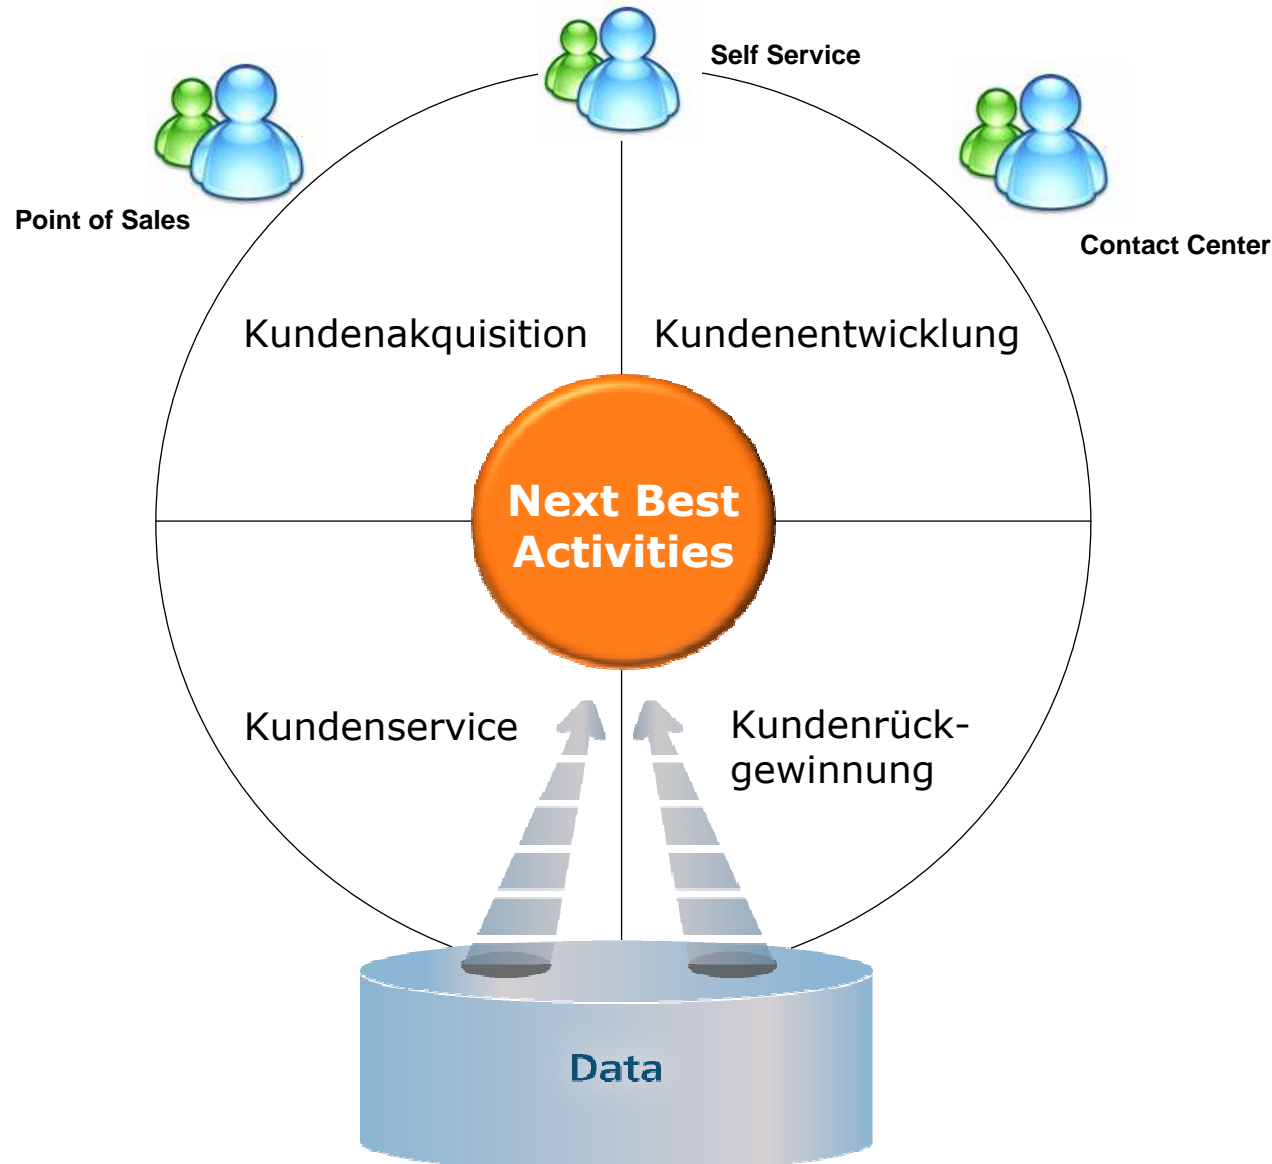 Self Service
Point of Sales
Contact Center
Kundenakquisition
Kundenentwicklung
Next Best
Activities
Kundenservice
Kundenrück-
gewinnung
Data